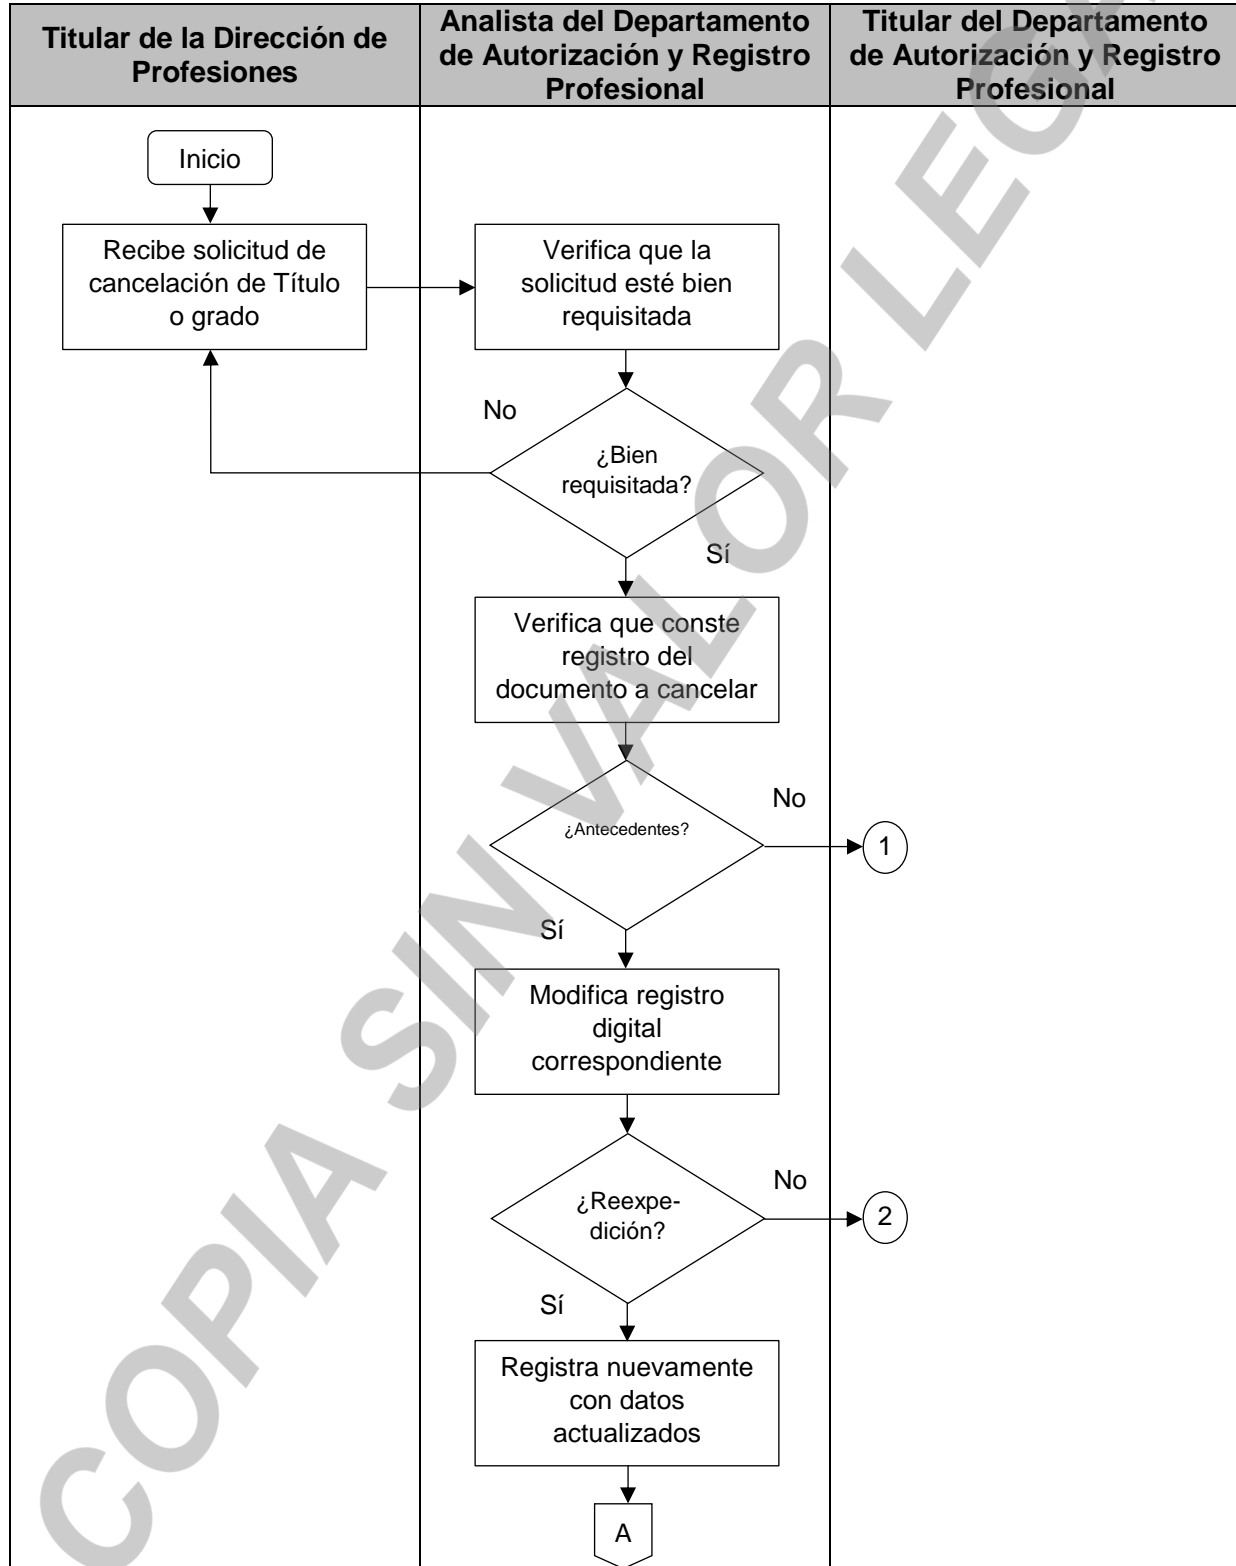 Titular de la Dirección de
Profesiones
Analista del Departamento
de Autorización y Registro
Profesional
Titular del Departamento
de Autorización y Registro
Profesional
Inicio
Recibe solicitud de
cancelación de Título
o grado
Verifica que la
solicitud esté bien
requisitada
No
¿Bien
requisitada?
Sí
Verifica que conste
registro del
documento a cancelar
¿Antecedentes?
No
1
Sí
Modifica registro
digital
correspondiente
¿Reexpe-
dición?
No
2
Sí
Registra nuevamente
con datos
actualizados
A
COPIA SIN VALOR LEGA